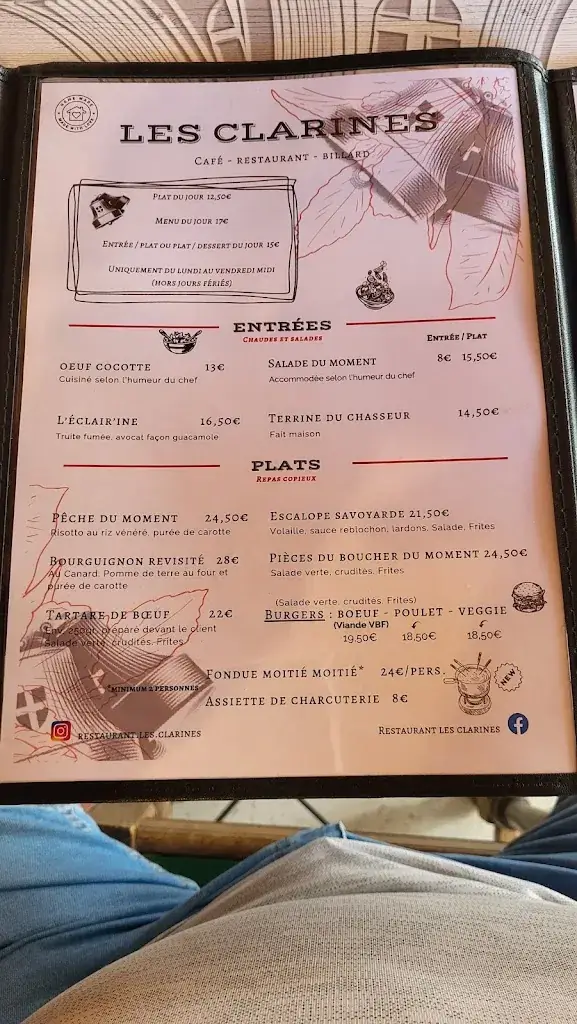 HOME MADE
MADE WITH LOVE
LES CLARINES
CAFÉ - RESTAURANT - BILLARD
PLAT DU JOUR 12,50€
MENU DU JOUR 17€
ENTRÉE / PLAT OU PLAT / DESSERT DU JOUR 15€
UNIQUEMENT DU LUNDI AU VENDREDI MIDI
(HORS JOURS FÉRIÉS)
ENTRÉES
CHAUDES ET SALADES
ENTRÉE / PLAT
OEUF COCOTTE 13€
Cuisiné selon l'humeur du chef
SALADE DU MOMENT 8€ 15,50€
Accommodée selon l'humeur du chef
L'ÉCLAIR'INE 16,50€
Truite fumée, avocat façon guacamole
TERRINE DU CHASSEUR 14,50€
Fait maison
PLATS
REPAS COPIEUX
PÊCHE DU MOMENT 24,50€
Risotto au riz vénéré, purée de carotte
ESCALOPE SAVOYARDE 21,50€
Volaille, sauce reblochon, lardons, Salade, Frites
BOURGUIGNON REVISITÉ 28€
Au Canard, Pomme de terre au four et
purée de carotte
PIÈCES DU BOUCHER DU MOMENT 24,50€
Salade verte, crudités, Frites
TARTARE DE BŒUF 22€
Env. 250gr, préparé devant le client
Salade verte, crudités, Frites
(Salade verte, crudités, Frites)
BURGERS : BOEUF - POULET - VEGGIE
(Viande VBF)
19,50€ 18,50€ 18,50€
FONDUE MOITIÉ MOITIÉ* 24€/PERS.
NEW
*MINIMUM 2 PERSONNES
ASSIETTE DE CHARCUTERIE 8€
RESTAURANT.LES.CLARINES
RESTAURANT LES CLARINES